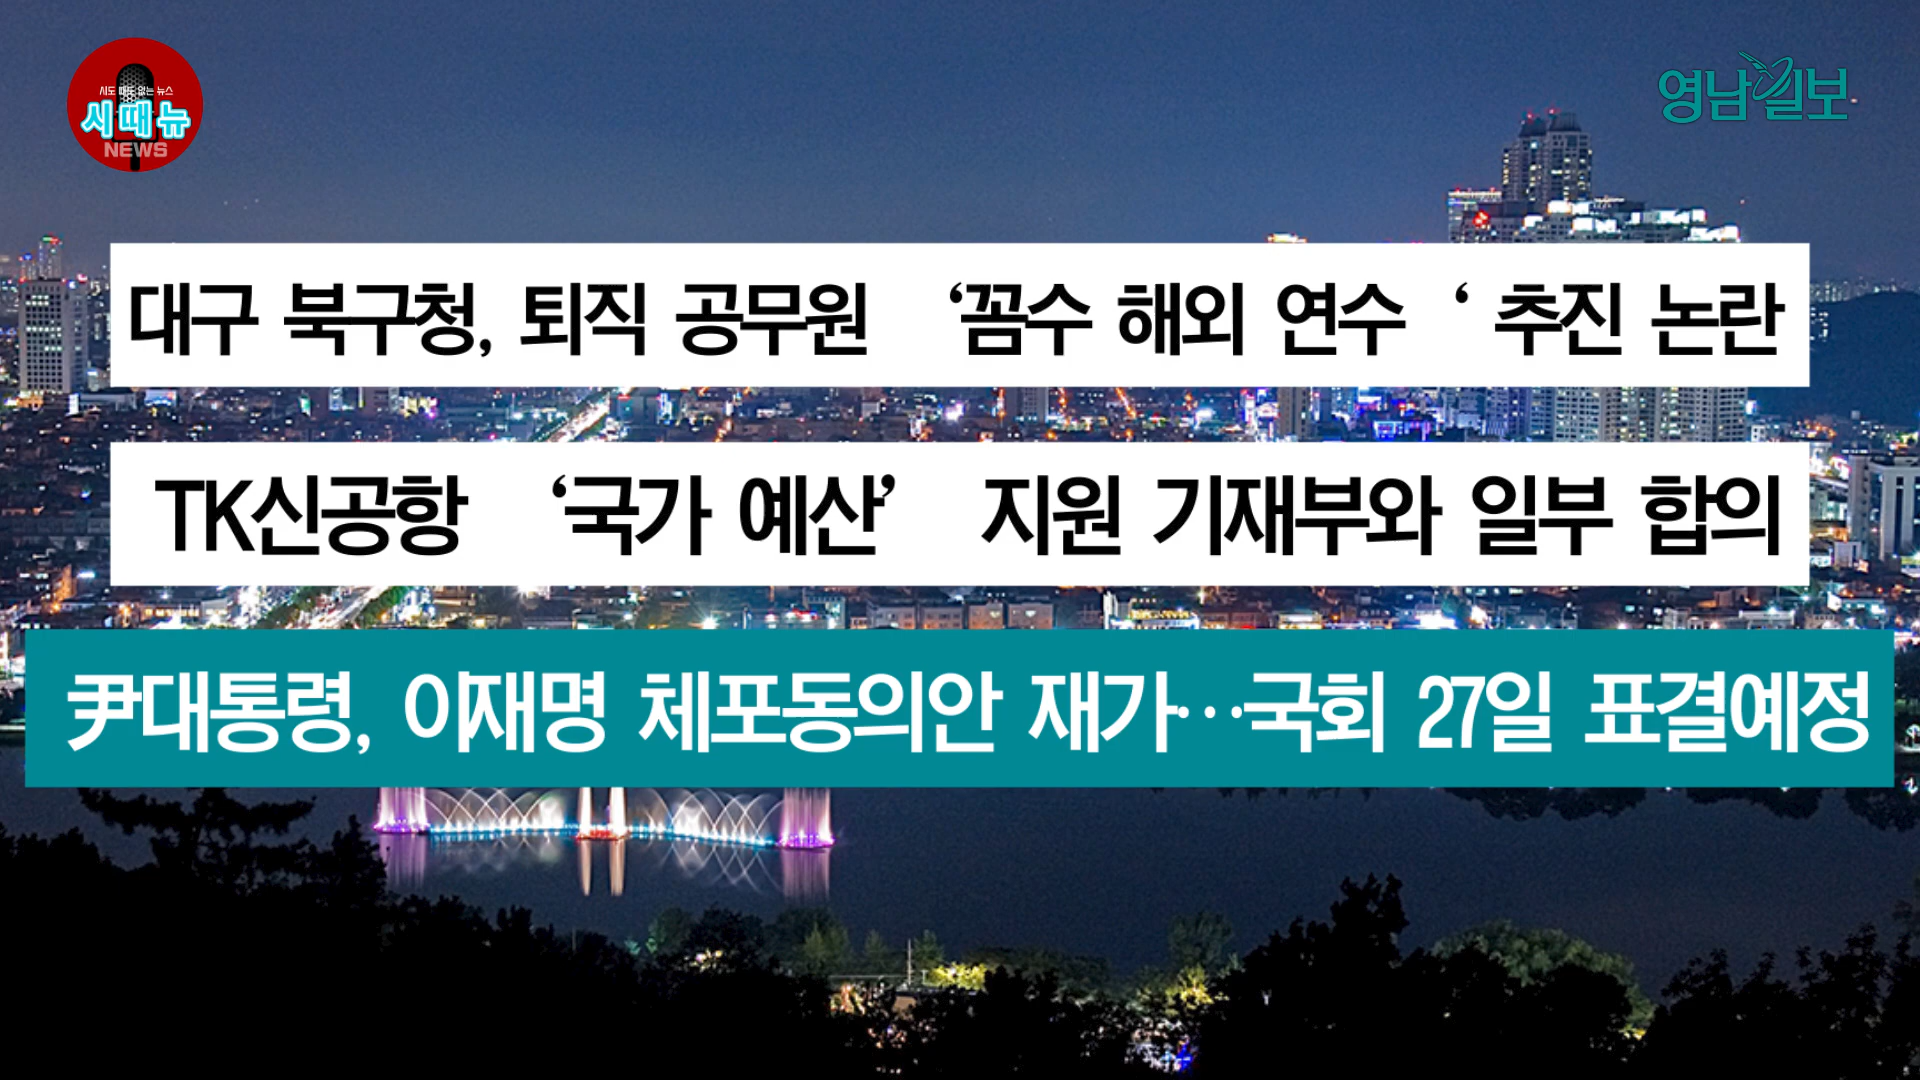 시도 때도 없는 뉴스
시때뉴
NEWS
영남일보
대구 북구청, 퇴직 공무원 ‘꼼수 해외 연수‘ 추진 논란
TK신공항 ‘국가 예산’ 지원 기재부와 일부 합의
尹대통령, 이재명 체포동의안 재가…국회 27일 표결예정